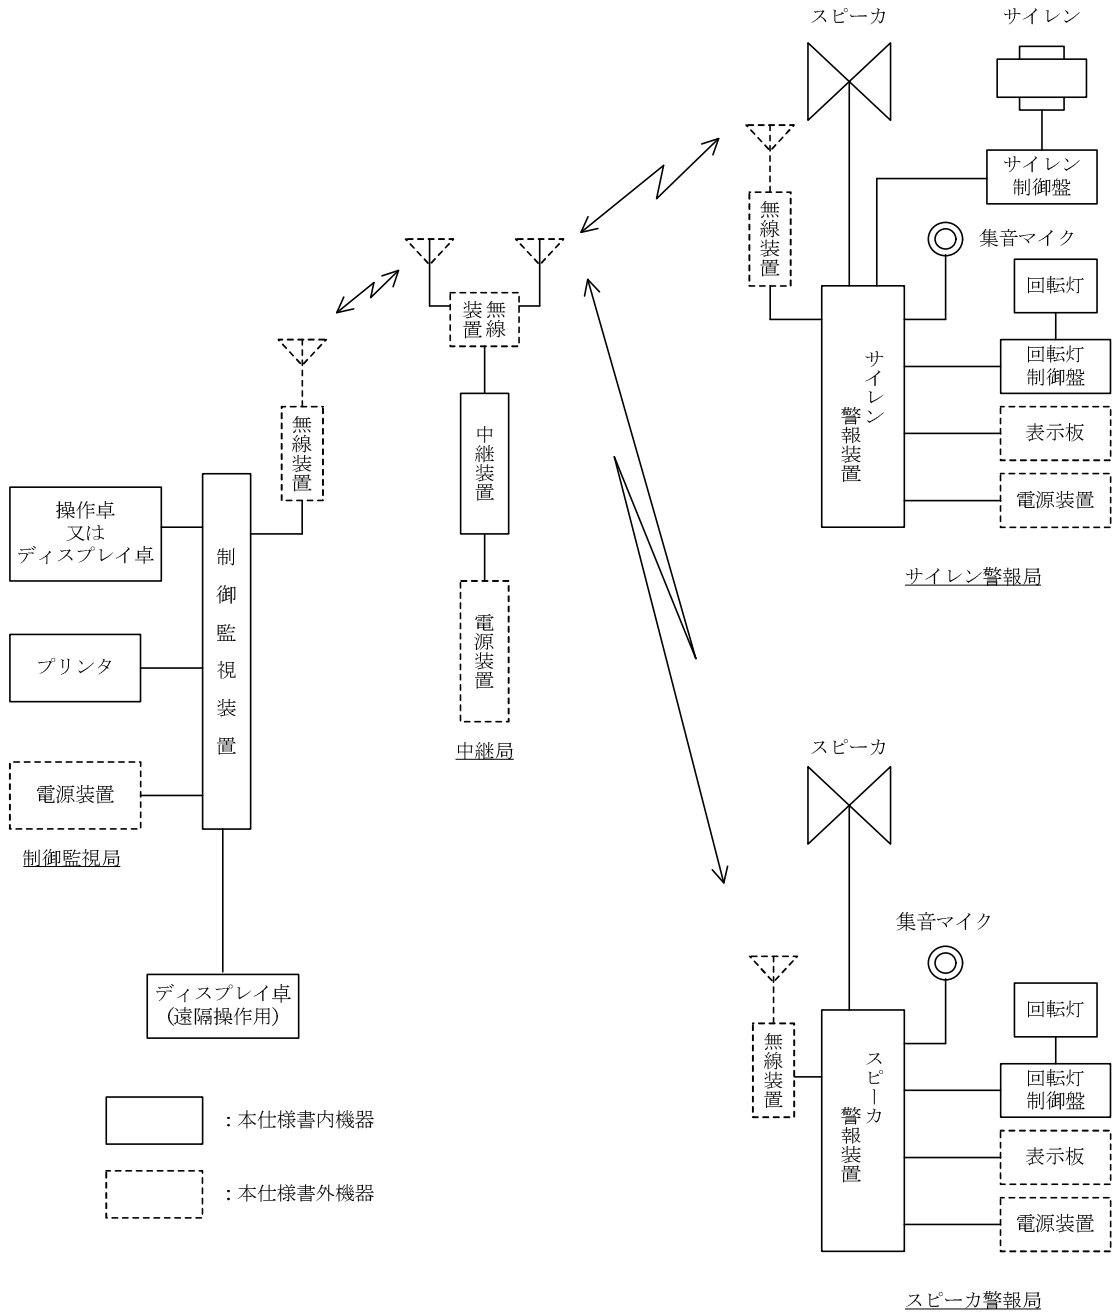 スピーカ
サイレン
サイレン
制御盤
無線装置
集音マイク
回転灯
回転灯
制御盤
サイレン
警報装置
表示板
電源装置
サイレン警報局
無線
装置
中継装置
電源装置
中継局
無線装置
操作卓
又は
ディスプレイ卓
制御監視装置
プリンタ
電源装置
制御監視局
ディスプレイ卓
(遠隔操作用)
スピーカ
集音マイク
無線装置
回転灯
回転灯
制御盤
スピーカ
警報装置
表示板
電源装置
スピーカ警報局
：本仕様書内機器
：本仕様書外機器